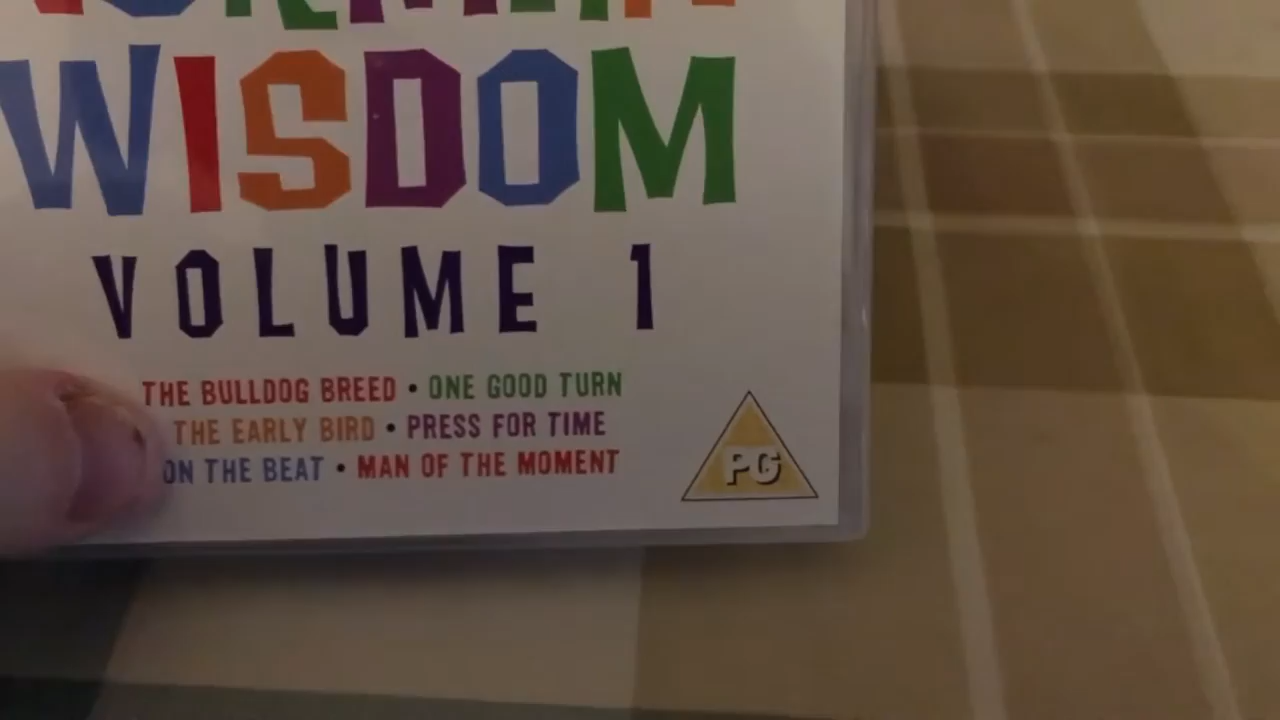 WISDOM
VOLUME 1
THE BULLDOG BREED • ONE GOOD TURN
THE EARLY BIRD • PRESS FOR TIME
ON THE BEAT • MAN OF THE MOMENT
PG